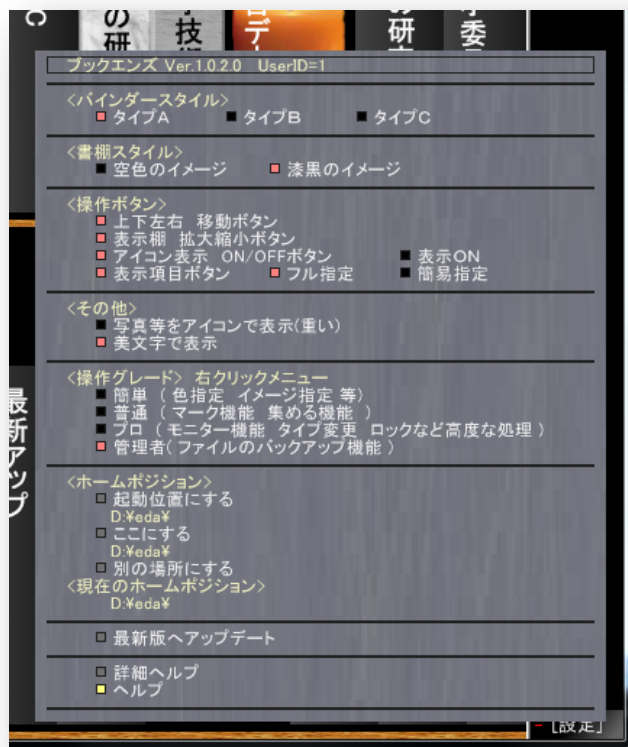 の研
技
デ
研
委
ブックエンズ Ver.1.0.2.0 UserID=1
<バインダースタイル>
タイプA タイプB タイプC
<書棚スタイル>
空色のイメージ 漆黒のイメージ
<操作ボタン>
上下左右 移動ボタン
表示棚 拡大縮小ボタン
アイコン表示 ON/OFFボタン 表示ON
表示項目ボタン フル指定 簡易指定
<その他>
写真等をアイコンで表示(重い)
美文字で表示
<操作グレード> 右クリックメニュー
簡単 ( 色指定 イメージ指定 等)
普通 ( マーク機能 集める機能 )
プロ ( モニター機能 タイプ変更 ロックなど高度な処理 )
管理者( ファイルのバックアップ機能 )
<ホームポジション>
起動位置にする
D:¥eda¥
ここにする
D:¥eda¥
別の場所にする
<現在のホームポジション>
D:¥eda¥
最新版へアップデート
詳細ヘルプ
ヘルプ
最新アップ
- [設定]